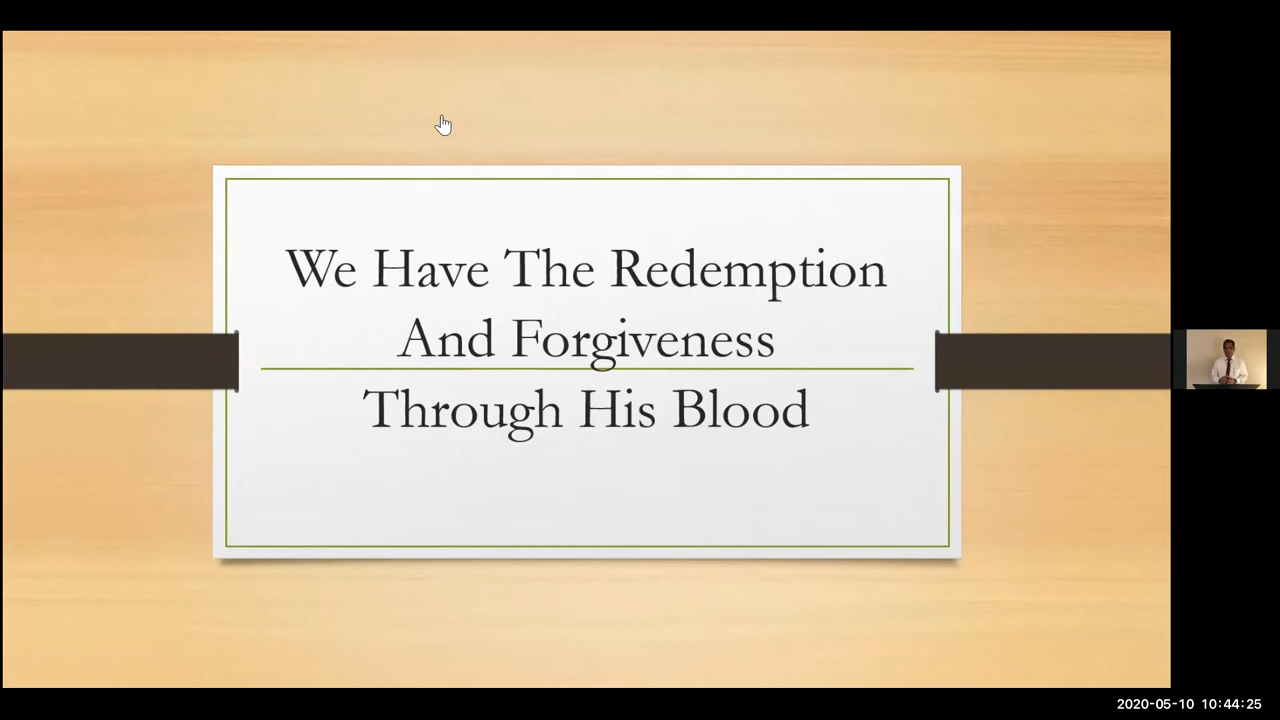 We Have The Redemption
And Forgiveness
Through His Blood
2020-05-10 10:44:25